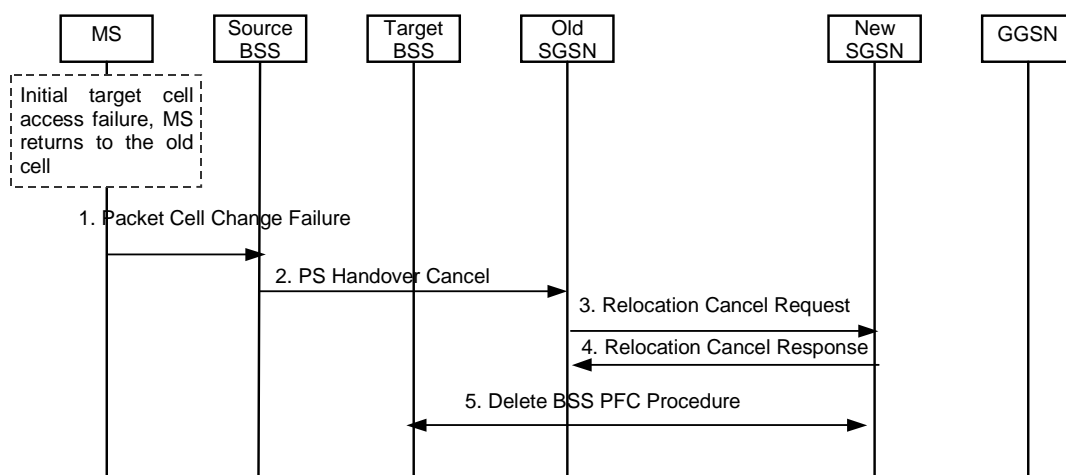 MS
Source
BSS
Target
BSS
Old
SGSN
New
SGSN
GGSN
Initial target cell
access failure, MS
returns to the old
cell
1. Packet Cell Change Failure
2. PS Handover Cancel
3. Relocation Cancel Request
4. Relocation Cancel Response
5. Delete BSS PFC Procedure